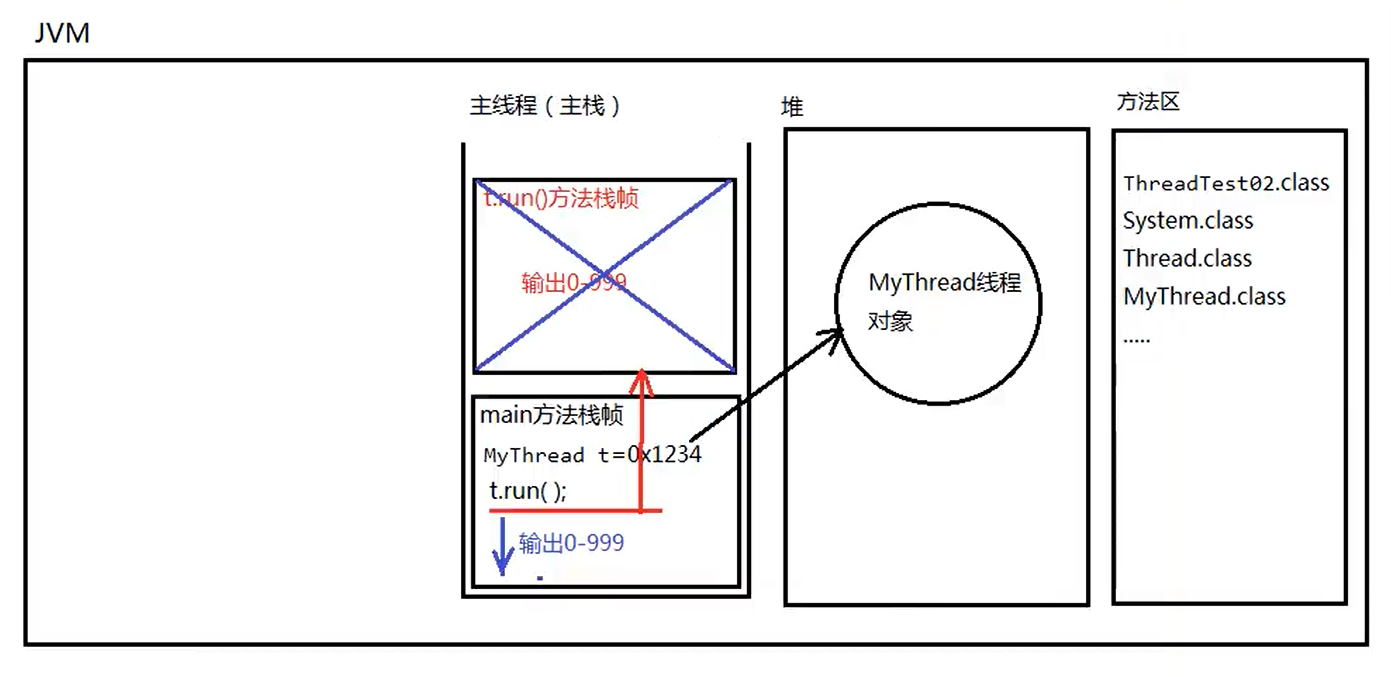 JVM
主线程（主栈）
堆
方法区
t.run()方法栈帧
输出0-999
main方法栈帧
MyThread t=0x1234
t.run( );
输出0-999
MyThread线程
对象
ThreadTest02.class
System.class
Thread.class
MyThread.class
.....